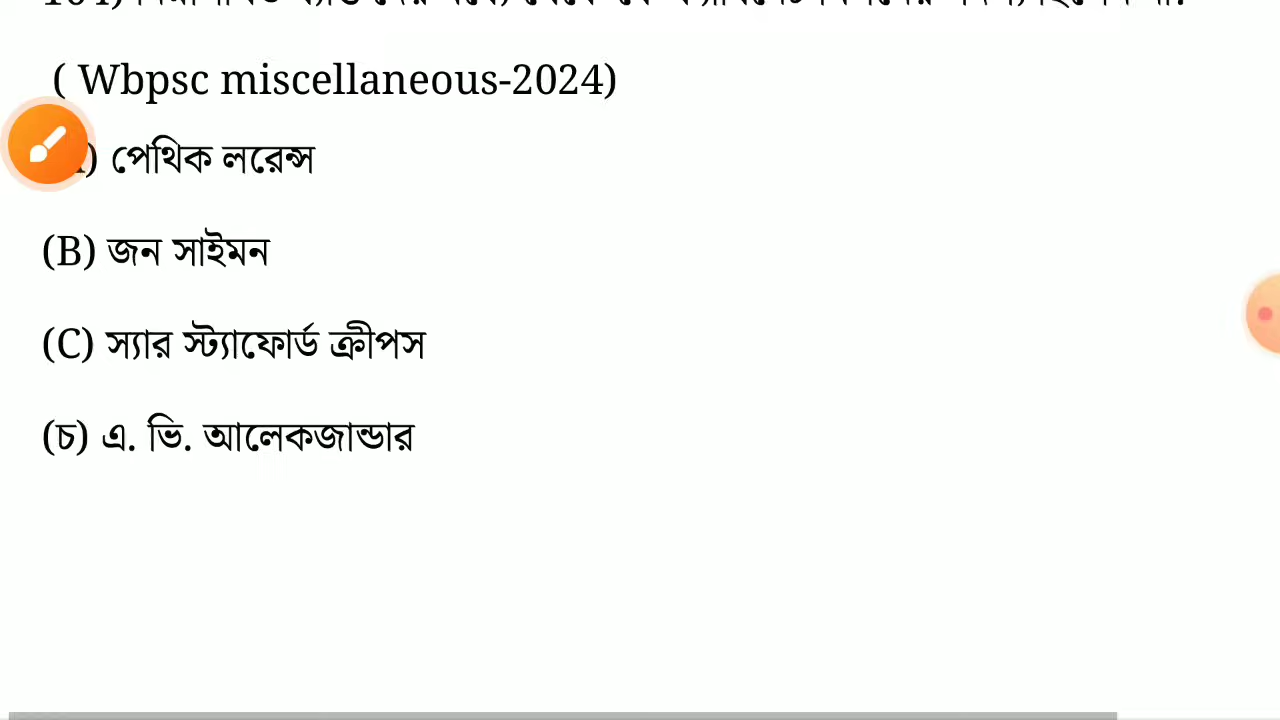 ( Wbpsc miscellaneous-2024)
) পেথিক লরেন্স
(B) জন সাইমন
(C) স্যার স্ট্যাফোর্ড ক্রীপস
(চ) এ. ভি. আলেকজান্ডার